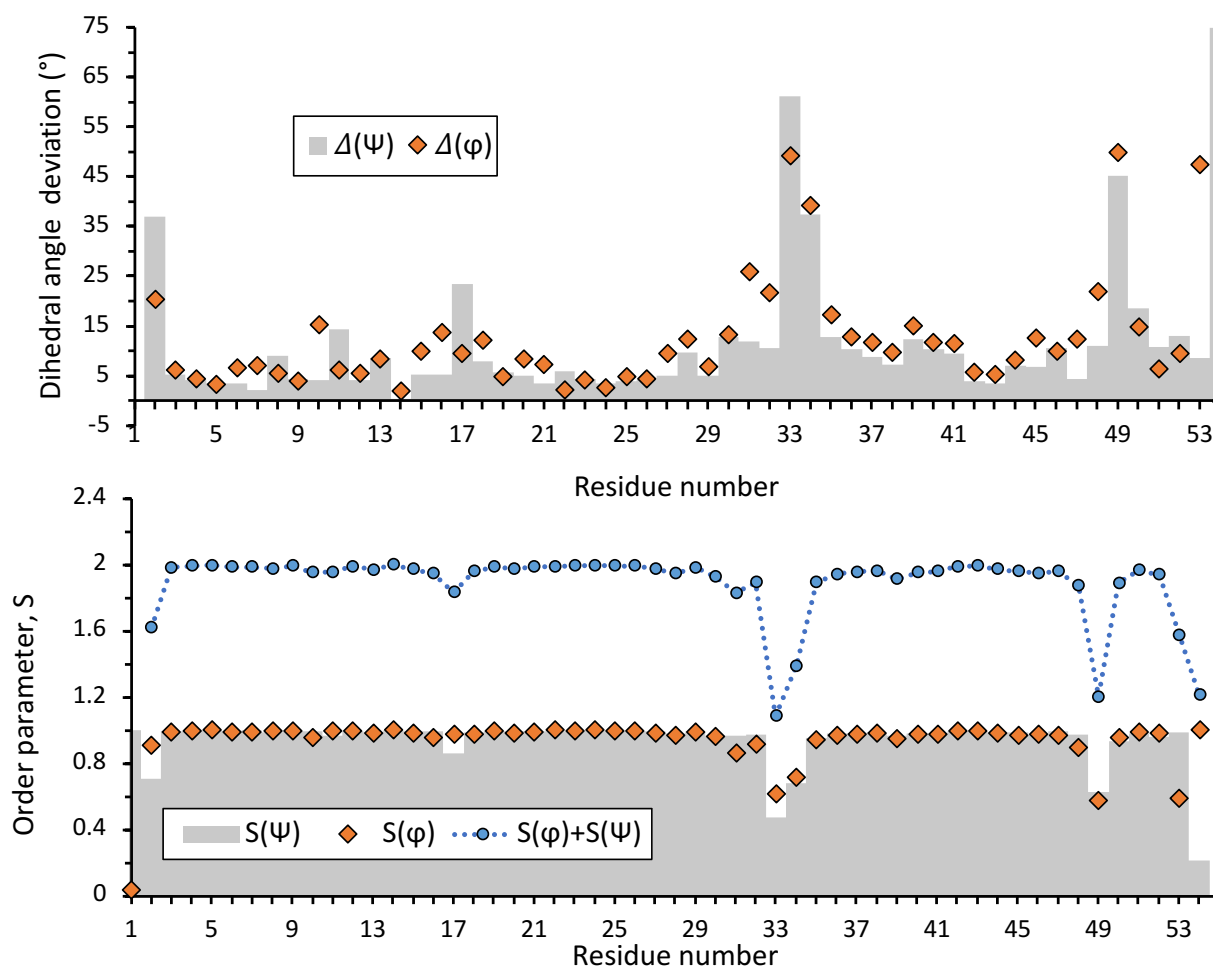 75
65
55
45
35
25
15
5
-5
Dihedral angle deviation (°)
Δ(Ψ) Δ(φ)
1 5 9 13 17 21 25 29 33 37 41 45 49 53
Residue number
2.4
2
1.6
1.2
0.8
0.4
0
Order parameter, S
S(Ψ) S(φ) S(φ)+S(Ψ)
1 5 9 13 17 21 25 29 33 37 41 45 49 53
Residue number